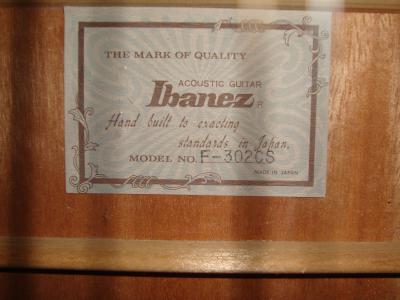 THE MARK OF QUALITY
ACOUSTIC GUITAR
Ibanez R
Hand built to exacting
standards in Japan.
MODEL NO. F-302CS
MADE IN JAPAN